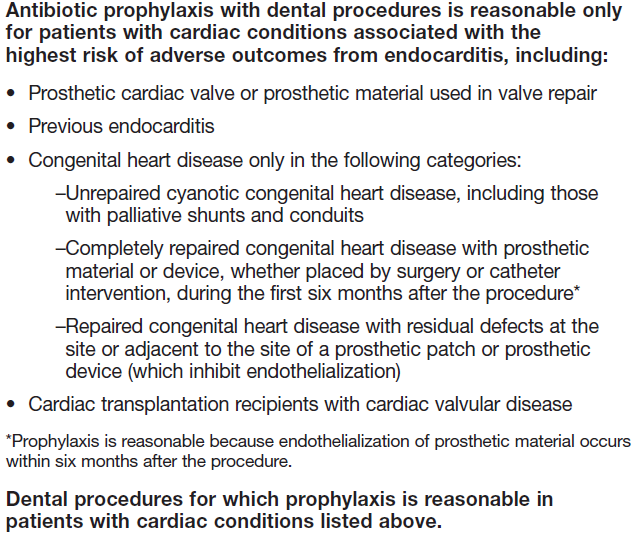 Antibiotic prophylaxis with dental procedures is reasonable only
for patients with cardiac conditions associated with the
highest risk of adverse outcomes from endocarditis, including:
• Prosthetic cardiac valve or prosthetic material used in valve repair
• Previous endocarditis
• Congenital heart disease only in the following categories:
–Unrepaired cyanotic congenital heart disease, including those
with palliative shunts and conduits
–Completely repaired congenital heart disease with prosthetic
material or device, whether placed by surgery or catheter
intervention, during the first six months after the procedure*
–Repaired congenital heart disease with residual defects at the
site or adjacent to the site of a prosthetic patch or prosthetic
device (which inhibit endothelialization)
• Cardiac transplantation recipients with cardiac valvular disease
*Prophylaxis is reasonable because endothelialization of prosthetic material occurs
within six months after the procedure.
Dental procedures for which prophylaxis is reasonable in
patients with cardiac conditions listed above.